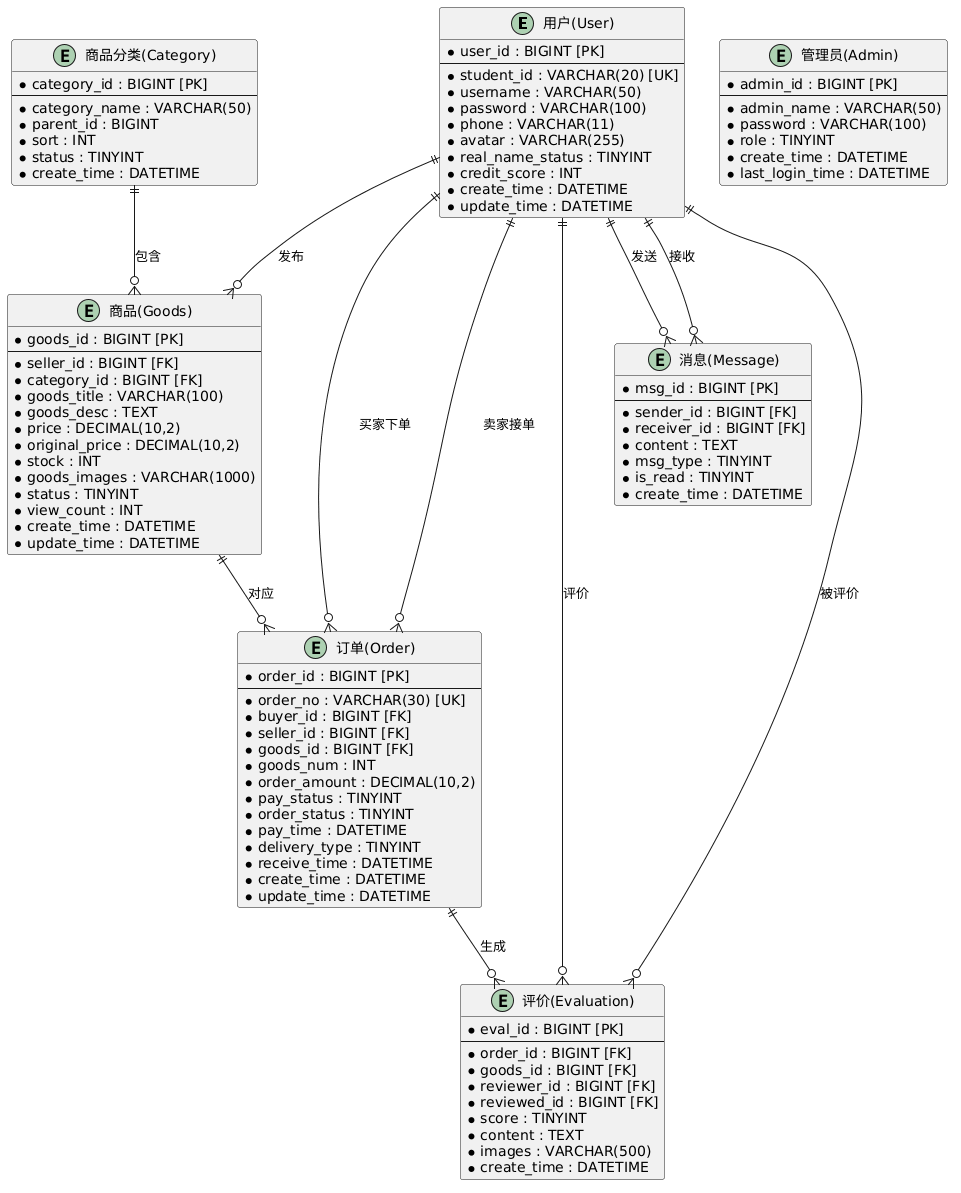 用户(User)
user_id : BIGINT [PK]
student_id : VARCHAR(20) [UK]
username : VARCHAR(50)
password : VARCHAR(100)
phone : VARCHAR(11)
avatar : VARCHAR(255)
real_name_status : TINYINT
credit_score : INT
create_time : DATETIME
update_time : DATETIME
商品分类(Category)
category_id : BIGINT [PK]
category_name : VARCHAR(50)
parent_id : BIGINT
sort : INT
status : TINYINT
create_time : DATETIME
管理员(Admin)
admin_id : BIGINT [PK]
admin_name : VARCHAR(50)
password : VARCHAR(100)
role : TINYINT
create_time : DATETIME
last_login_time : DATETIME
包含
发布
发送
接收
商品(Goods)
goods_id : BIGINT [PK]
seller_id : BIGINT [FK]
category_id : BIGINT [FK]
goods_title : VARCHAR(100)
goods_desc : TEXT
price : DECIMAL(10,2)
original_price : DECIMAL(10,2)
stock : INT
goods_images : VARCHAR(1000)
status : TINYINT
view_count : INT
create_time : DATETIME
update_time : DATETIME
买家下单
卖家接单
消息(Message)
msg_id : BIGINT [PK]
sender_id : BIGINT [FK]
receiver_id : BIGINT [FK]
content : TEXT
msg_type : TINYINT
is_read : TINYINT
create_time : DATETIME
对应
评价
被评价
订单(Order)
order_id : BIGINT [PK]
order_no : VARCHAR(30) [UK]
buyer_id : BIGINT [FK]
seller_id : BIGINT [FK]
goods_id : BIGINT [FK]
goods_num : INT
order_amount : DECIMAL(10,2)
pay_status : TINYINT
order_status : TINYINT
pay_time : DATETIME
delivery_type : TINYINT
receive_time : DATETIME
create_time : DATETIME
update_time : DATETIME
生成
评价(Evaluation)
eval_id : BIGINT [PK]
order_id : BIGINT [FK]
goods_id : BIGINT [FK]
reviewer_id : BIGINT [FK]
reviewed_id : BIGINT [FK]
score : TINYINT
content : TEXT
images : VARCHAR(500)
create_time : DATETIME